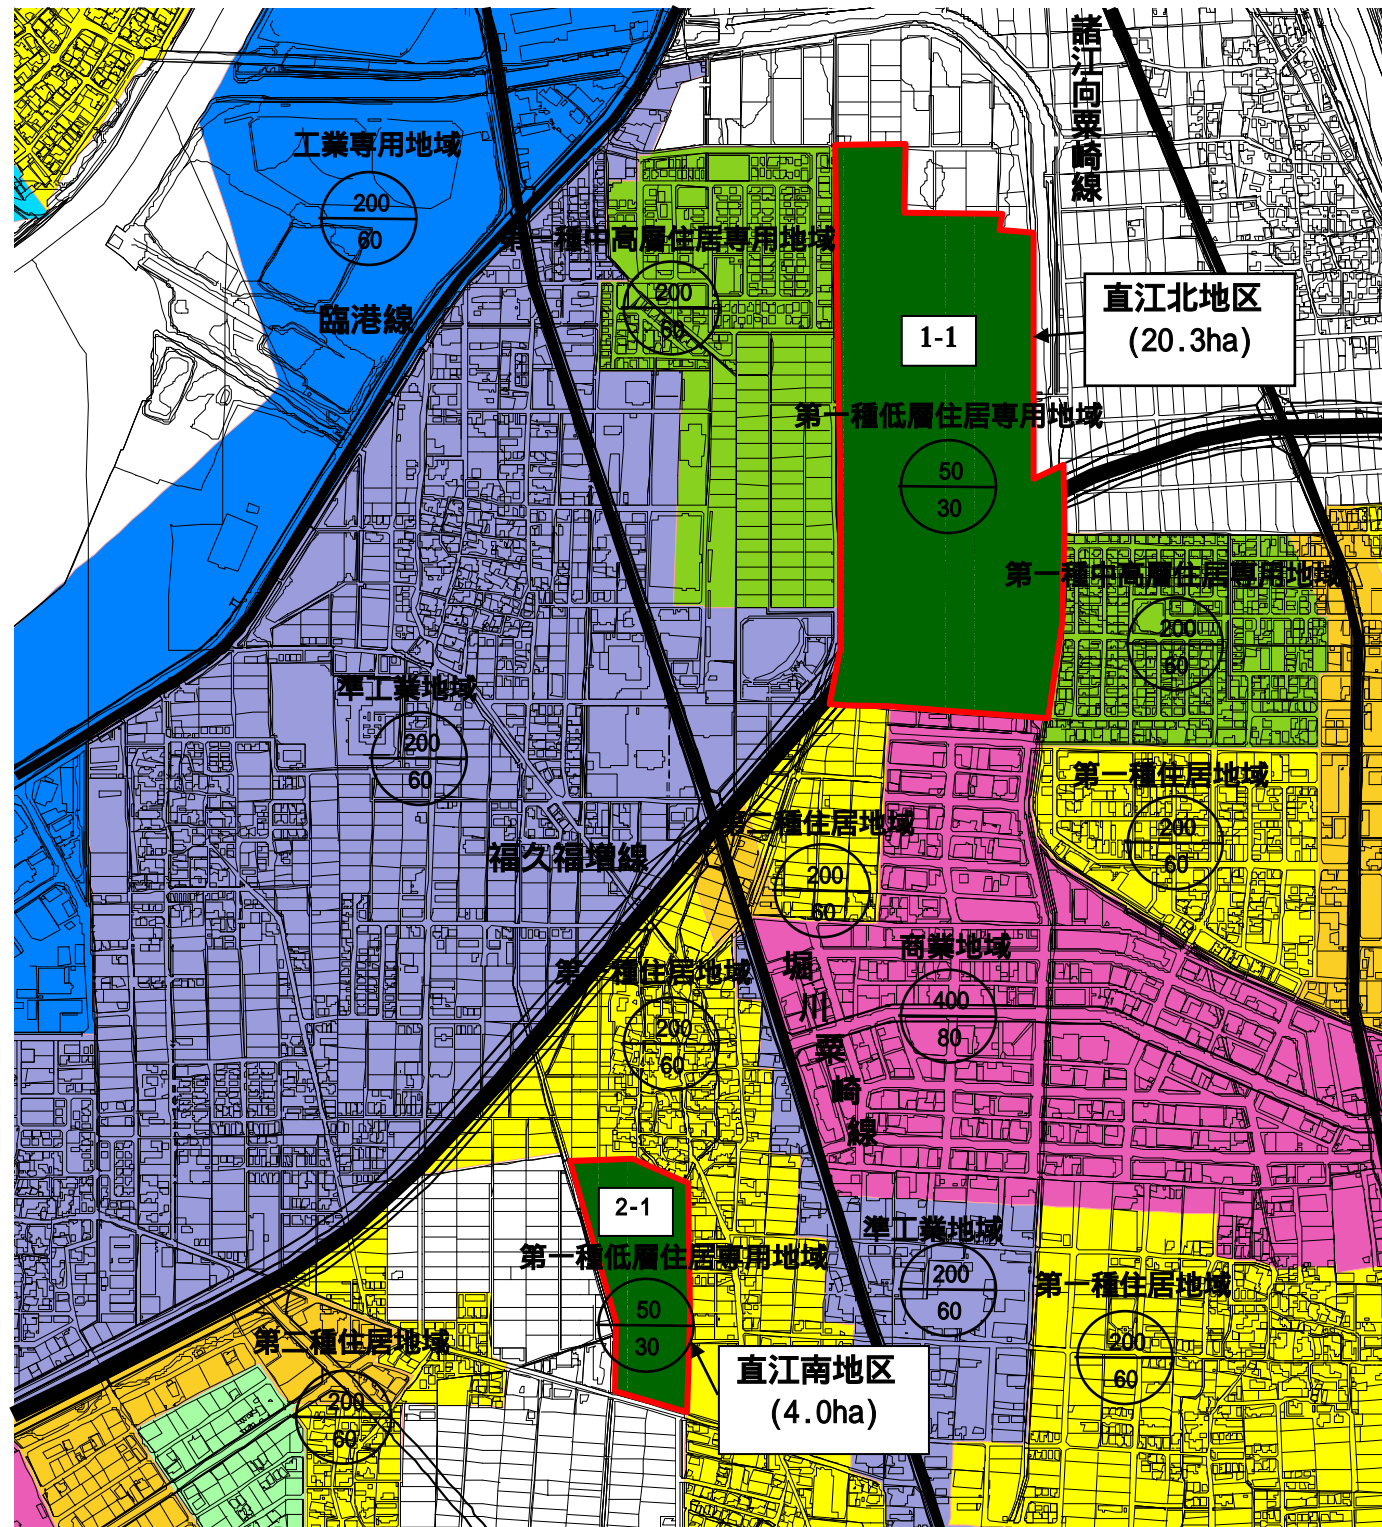 諸江向粟崎線
工業専用地域
200
60
第一種中高層住居専用地域
200
60
臨港線
直江北地区
(20.3ha)
1-1
第一種低層住居専用地域
50
30
第一種中高層住居専用地域
200
60
準工業地域
200
60
第一種住居地域
200
60
第二種住居地域
200
60
福久福増線
商業地域
400
80
堀川粟崎線
第一種住居地域
200
60
2-1
第一種低層住居専用地域
50
30
準工業地域
200
60
第一種住居地域
200
60
第二種住居地域
200
60
直江南地区
(4.0ha)